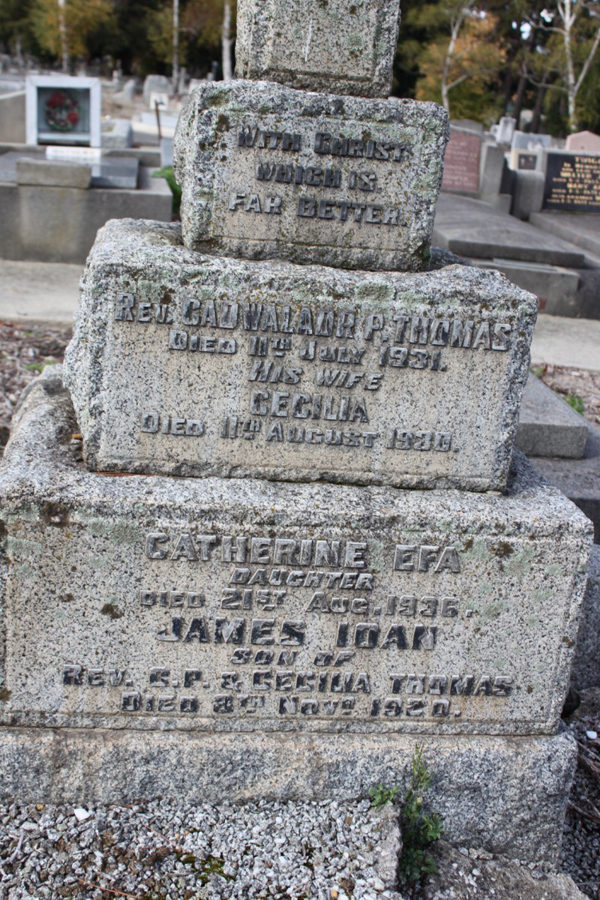 WITH CHRIST
WHICH IS
FAR BETTER.
REV. CADWALADR P. THOMAS
DIED 11TH JULY 1931.
HIS WIFE
CECILIA
DIED 11TH AUGUST 1930.
CATHERINE EFA
DAUGHTER
DIED 21ST AUG. 1936.
JAMES IOAN
SON OF
REV. C.P. & CECILIA THOMAS
DIED 8TH NOVR 1920.